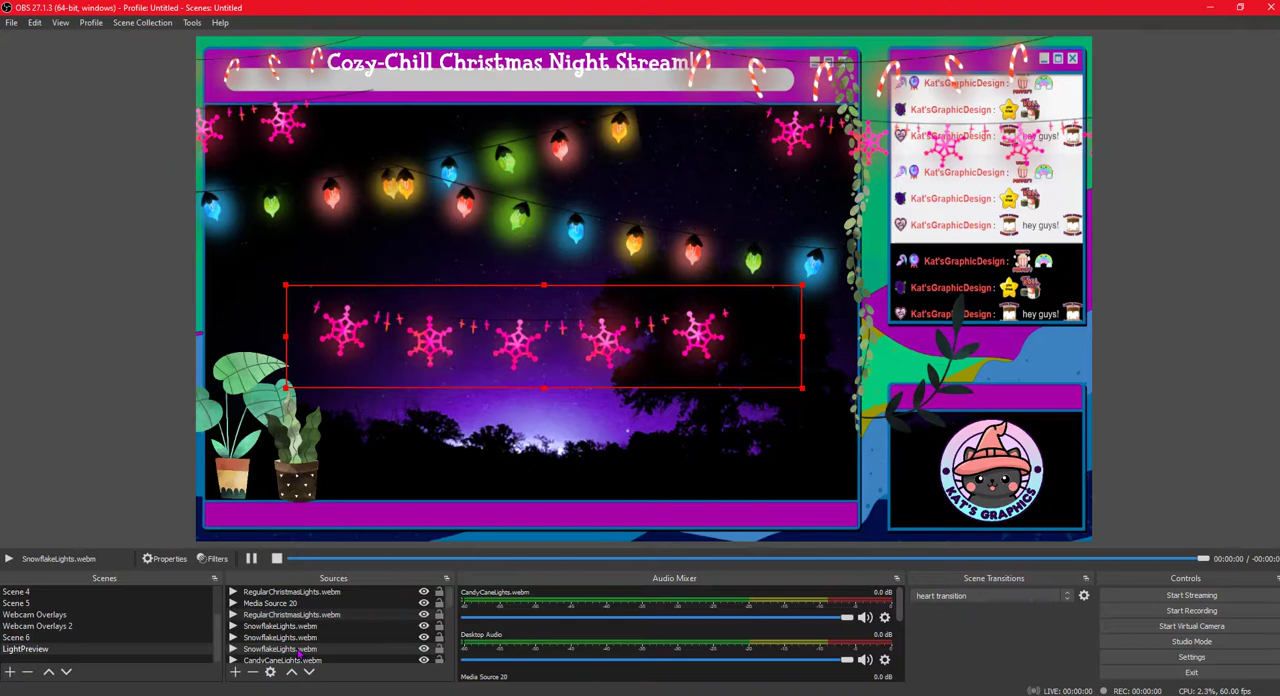 OBS 27.1.3 (64-bit, windows) - Profile: Untitled - Scenes: Untitled
File Edit View Profile Scene Collection Tools Help
Cozy-Chill Christmas Night Stream!
Kat'sGraphicDesign :
Kat'sGraphicDesign :
Kat'sGraphicDesign : hey guys!
Kat'sGraphicDesign :
Kat'sGraphicDesign :
Kat'sGraphicDesign : hey guys!
Kat'sGraphicDesign :
Kat'sGraphicDesign :
Kat'sGraphicDesign : hey guys!
KAT'S GRAPHICS
SnowflakeLights.webm Properties Filters 00:00:00 / -00:00:0
Scenes
Scene 4
Scene 5
Webcam Overlays
Webcam Overlays 2
Scene 6
LightPreview
Sources
RegularChristmasLights.webm
Media Source 20
RegularChristmasLights.webm
SnowflakeLights.webm
SnowflakeLights.webm
SnowflakeLights.webm
CandyCaneLights.webm
Audio Mixer
CandyCaneLights.webm 0.0 dB
Desktop Audio 0.0 dB
Media Source 20 0.0 dB
Scene Transitions
heart transition
Controls
Start Streaming
Start Recording
Start Virtual Camera
Studio Mode
Settings
Exit
LIVE: 00:00:00 REC: 00:00:00 CPU: 2.3%, 60.00 fps